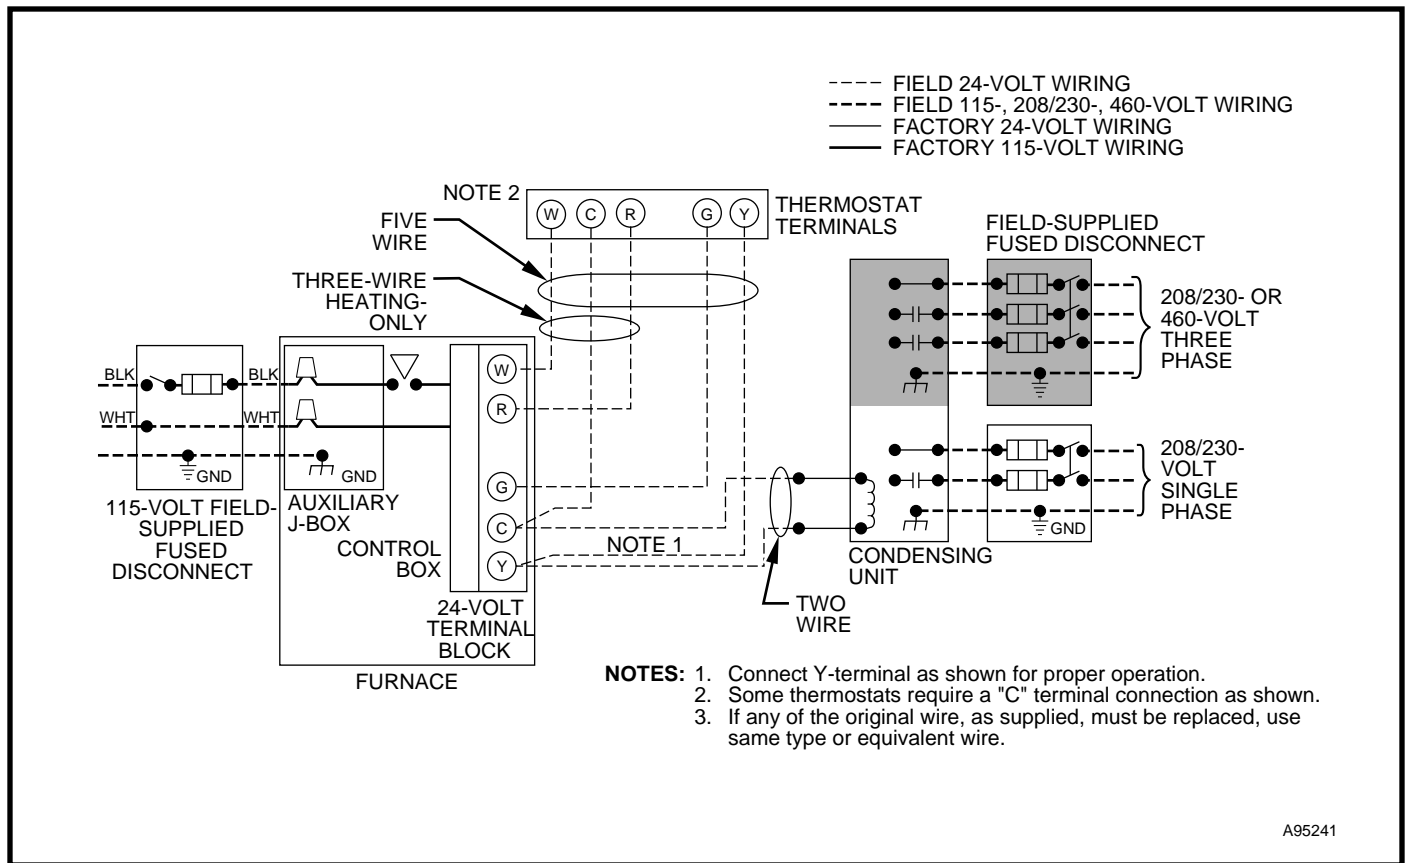 FIELD 24-VOLT WIRING
FIELD 115-, 208/230-, 460-VOLT WIRING
FACTORY 24-VOLT WIRING
FACTORY 115-VOLT WIRING
NOTE 2
W
C
R
G
Y
THERMOSTAT
TERMINALS
FIVE
WIRE
THREE-WIRE
HEATING-
ONLY
FIELD-SUPPLIED
FUSED DISCONNECT
208/230- OR
460-VOLT
THREE
PHASE
BLK
BLK
WHT
WHT
GND
GND
W
R
G
C
Y
115-VOLT FIELD-
SUPPLIED
FUSED
DISCONNECT
AUXILIARY
J-BOX
CONTROL
BOX
24-VOLT
TERMINAL
BLOCK
FURNACE
NOTE 1
TWO
WIRE
CONDENSING
UNIT
GND
208/230-
VOLT
SINGLE
PHASE
NOTES: 1. Connect Y-terminal as shown for proper operation.
2. Some thermostats require a "C" terminal connection as shown.
3. If any of the original wire, as supplied, must be replaced, use
same type or equivalent wire.
A95241